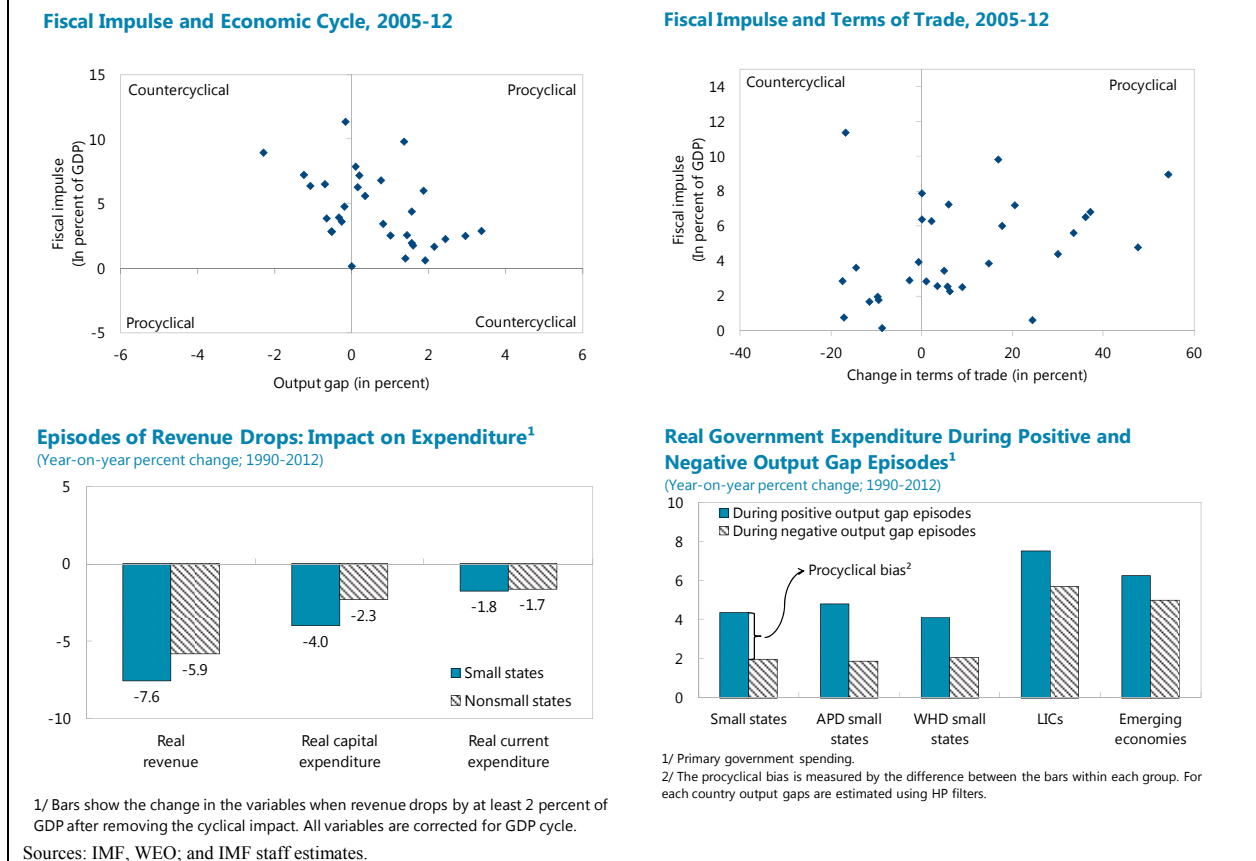 Fiscal Impulse and Economic Cycle, 2005-12
15
10
5
0
-5
Fiscal impulse
(In percent of GDP)
Countercyclical
Procyclical
Procyclical
Countercyclical
-6 -4 -2 0 2 4 6
Output gap (in percent)
Fiscal Impulse and Terms of Trade, 2005-12
14
12
10
8
6
4
2
0
Fiscal impulse
(In percent of GDP)
Countercyclical
Procyclical
-40 -20 0 20 40 60
Change in terms of trade (in percent)
Episodes of Revenue Drops: Impact on Expenditure¹
(Year-on-year percent change; 1990-2012)
5
0
-5
-10
-7.6
-5.9
-4.0
-2.3
-1.8
-1.7
Small states
Nonsmall states
Real
revenue
Real capital
expenditure
Real current
expenditure
1/ Bars show the change in the variables when revenue drops by at least 2 percent of
GDP after removing the cyclical impact. All variables are corrected for GDP cycle.
Real Government Expenditure During Positive and
Negative Output Gap Episodes¹
(Year-on-year percent change; 1990-2012)
10
8
6
4
2
0
During positive output gap episodes
During negative output gap episodes
Procyclical bias²
Small states
APD small
states
WHD small
states
LICs
Emerging
economies
1/ Primary government spending.
2/ The procyclical bias is measured by the difference between the bars within each group. For
each country output gaps are estimated using HP filters.
Sources: IMF, WEO; and IMF staff estimates.